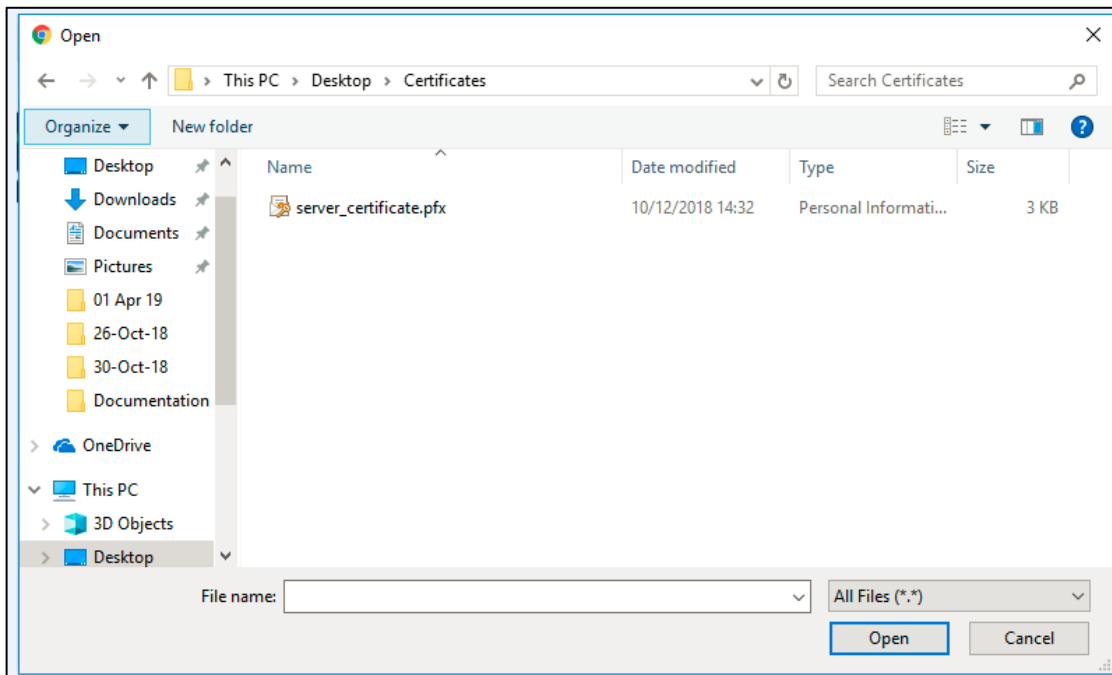 Open
This PC > Desktop > Certificates
Search Certificates
Organize
New folder
Name
Date modified
Type
Size
server_certificate.pfx
10/12/2018 14:32
Personal Informati...
3 KB
Desktop
Downloads
Documents
Pictures
01 Apr 19
26-Oct-18
30-Oct-18
Documentation
OneDrive
This PC
3D Objects
Desktop
File name:
All Files (*.*)
Open
Cancel